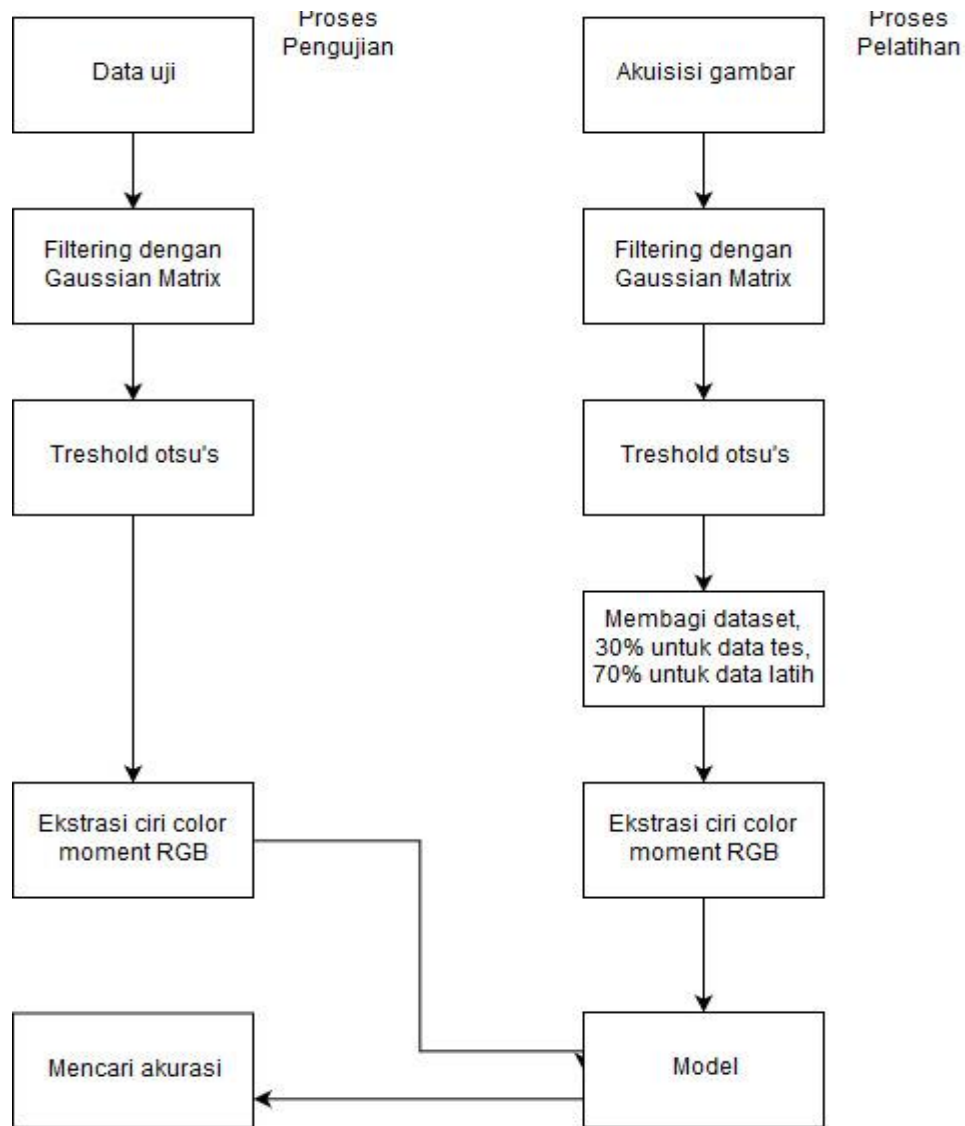 Proses
Pengujian
Data uji
Filtering dengan
Gaussian Matrix
Treshold otsu's
Ekstrasi ciri color
moment RGB
Mencari akurasi
Proses
Pelatihan
Akuisisi gambar
Filtering dengan
Gaussian Matrix
Treshold otsu's
Membagi dataset,
30% untuk data tes,
70% untuk data latih
Ekstrasi ciri color
moment RGB
Model